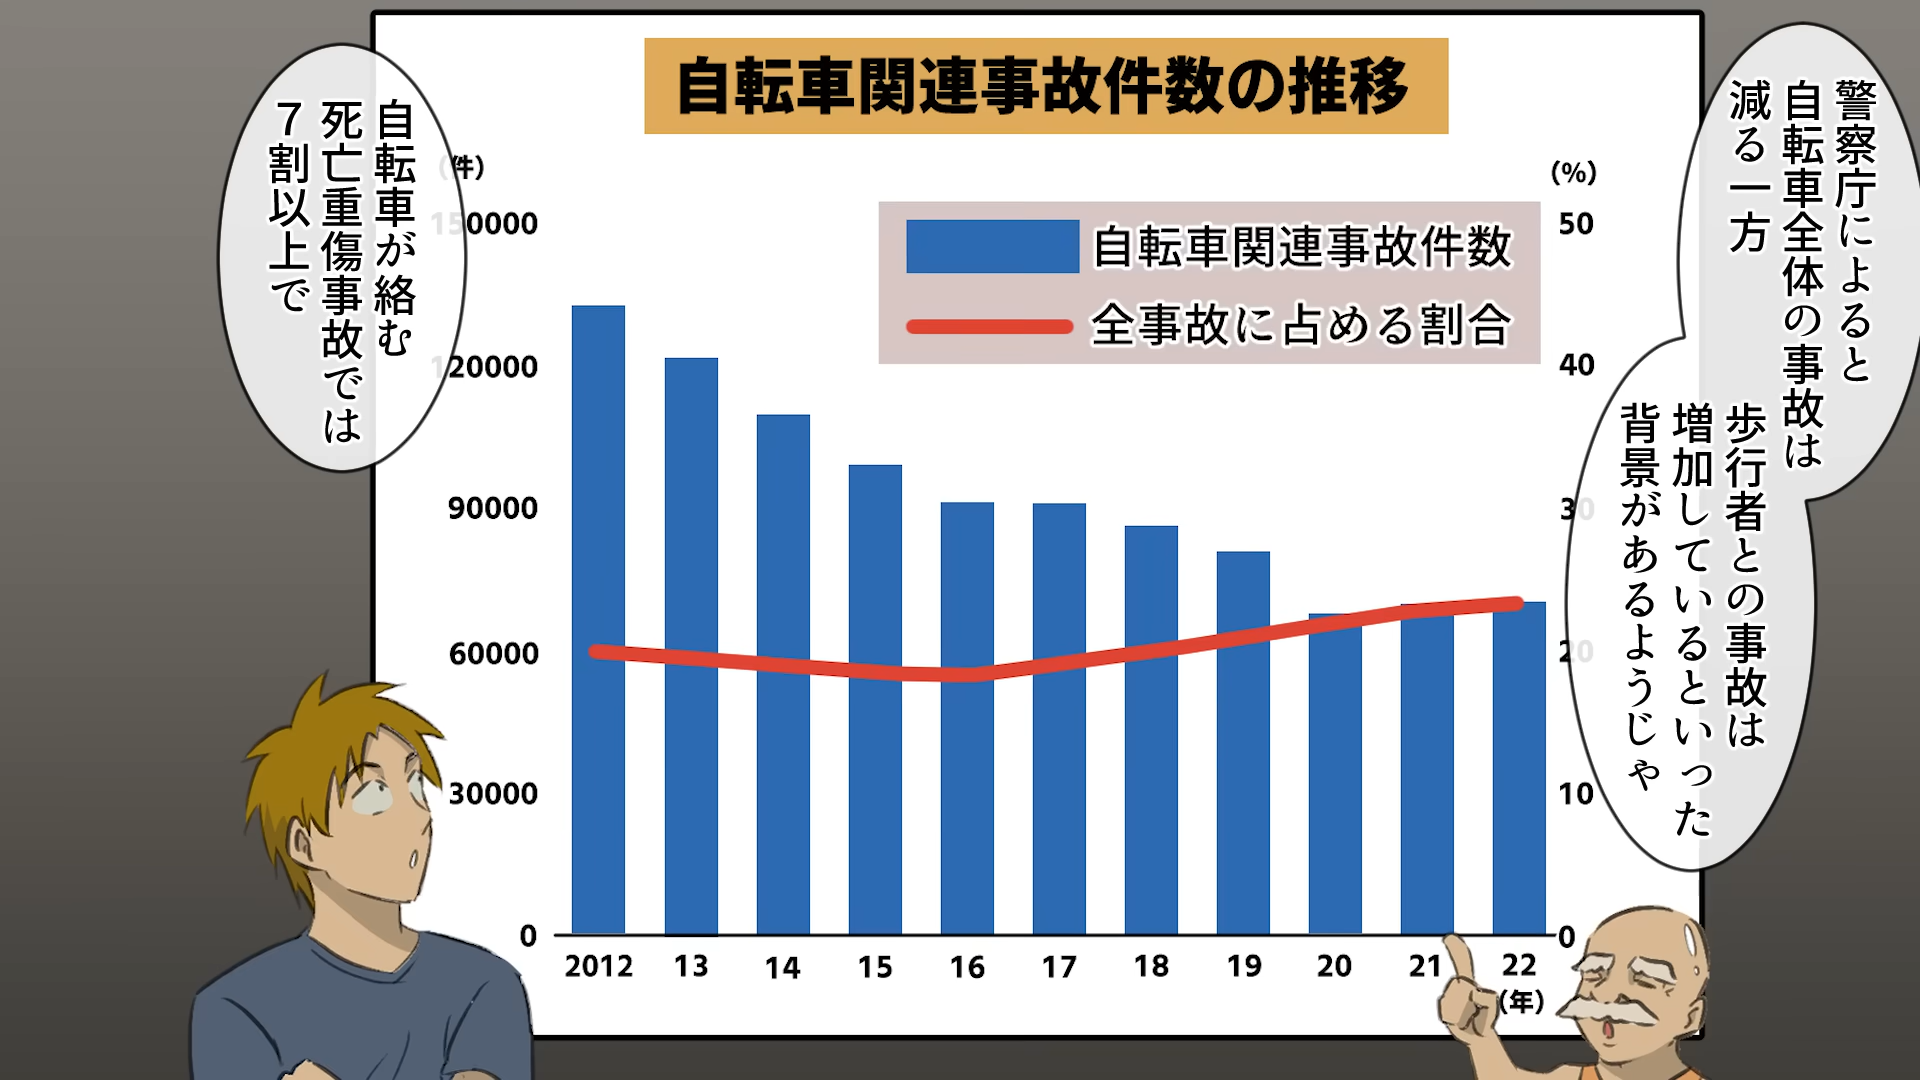 自転車関連事故件数の推移
警察庁によると
自転車全体の事故は
減る一方
歩行者との事故は
増加しているといった
背景があるようじゃ
自転車が絡む
死亡重傷事故では
７割以上で
(件)
150000
120000
90000
60000
30000
0
(%)
50
40
30
20
10
0
自転車関連事故件数
全事故に占める割合
2012 13 14 15 16 17 18 19 20 21 22
(年)